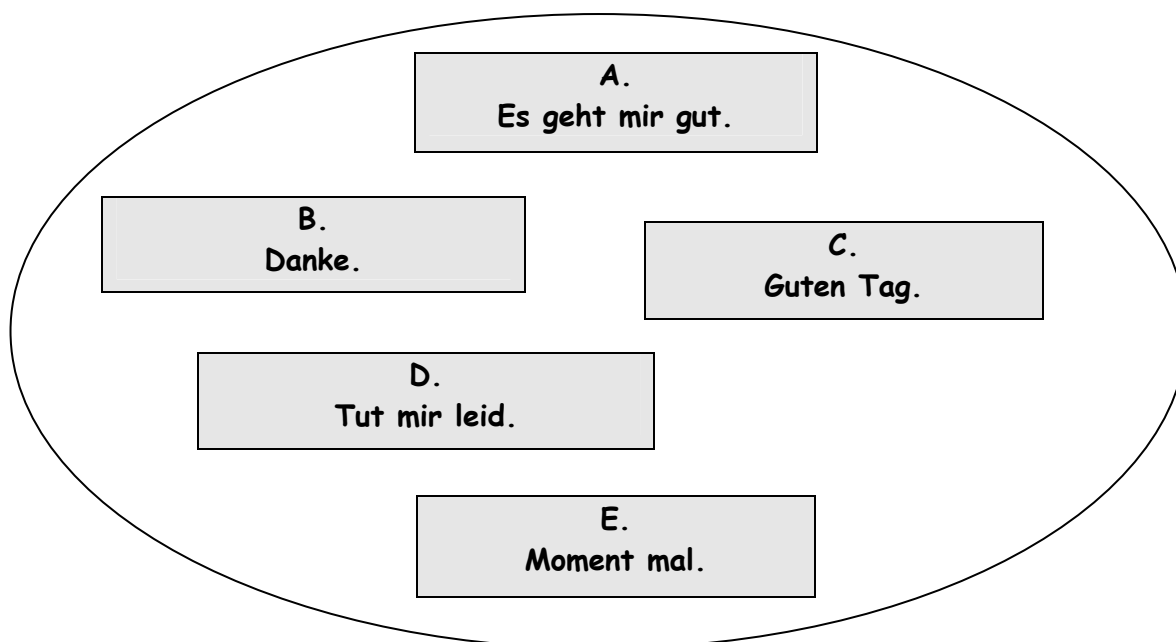 A.
Es geht mir gut.
B.
Danke.
C.
Guten Tag.
D.
Tut mir leid.
E.
Moment mal.